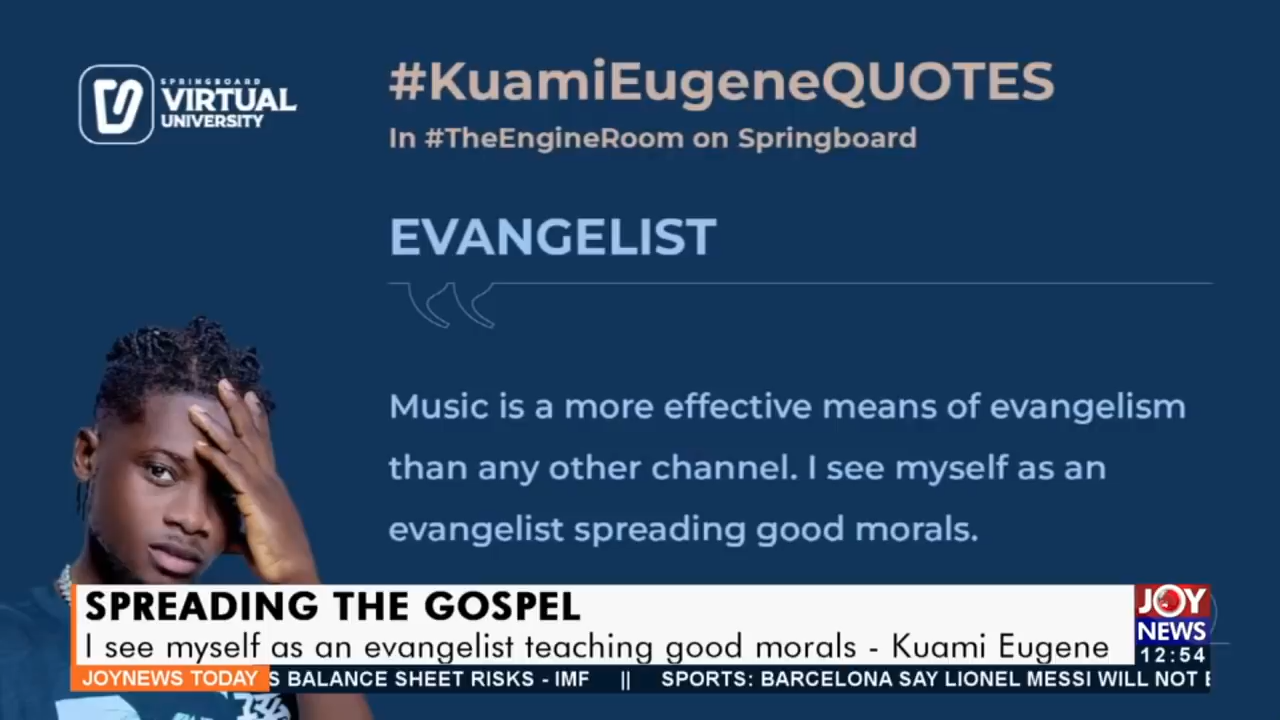 SPRINGBOARD
VIRTUAL
UNIVERSITY
#KuamiEugeneQUOTES
In #TheEngineRoom on Springboard
EVANGELIST
Music is a more effective means of evangelism
than any other channel. I see myself as an
evangelist spreading good morals.
SPREADING THE GOSPEL
I see myself as an evangelist teaching good morals - Kuami Eugene
JOY
NEWS
12:54
JOYNEWS TODAY
S BALANCE SHEET RISKS - IMF || SPORTS: BARCELONA SAY LIONEL MESSI WILL NOT